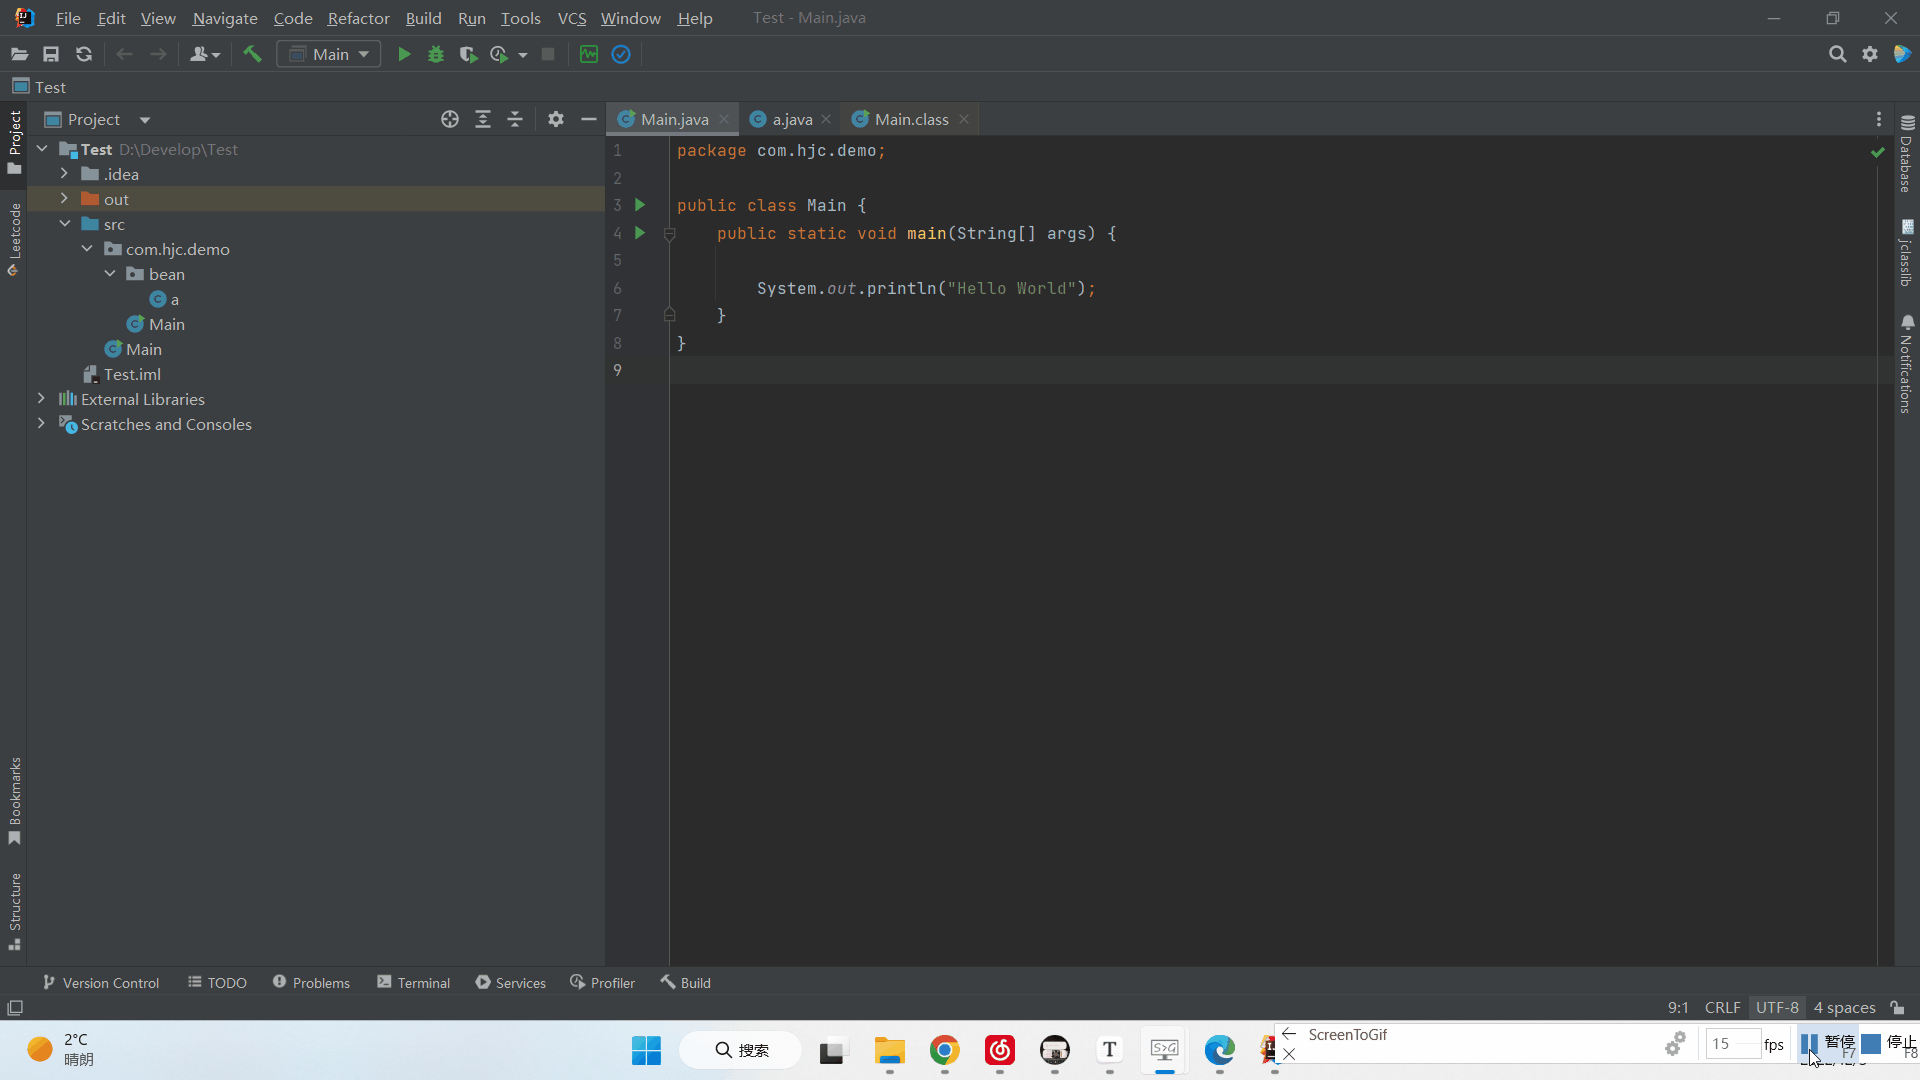 File Edit View Navigate Code Refactor Build Run Tools VCS Window Help Test - Main.java
Main
Test
Project
Main.java a.java Main.class
Project
Leetcode
Bookmarks
Structure
Test D:\Develop\Test
.idea
out
src
com.hjc.demo
bean
a
Main
Main
Test.iml
External Libraries
Scratches and Consoles
1 package com.hjc.demo;
2
3 public class Main {
4 public static void main(String[] args) {
5
6 System.out.println("Hello World");
7 }
8 }
9
Database
jclasslib
Notifications
Version Control TODO Problems Terminal Services Profiler Build
9:1 CRLF UTF-8 4 spaces
2°C
晴朗
搜索
ScreenToGif
15 fps 暂停 F7 停止 F8